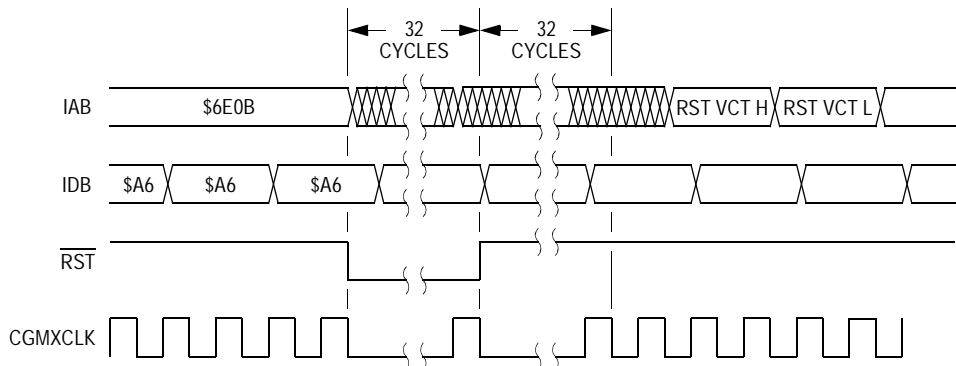 32
CYCLES
32
CYCLES
IAB
$6E0B
RST VCT H
RST VCT L
IDB
$A6
$A6
$A6
RST
CGMXCLK